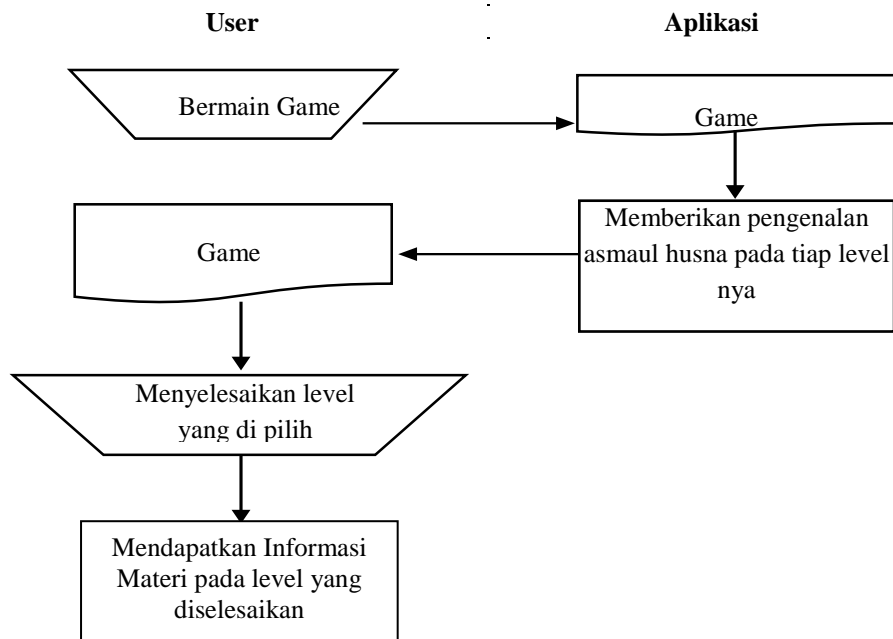 User
Aplikasi
Bermain Game
Game
Memberikan pengenalan
asmaul husna pada tiap level
nya
Game
Menyelesaikan level
yang di pilih
Mendapatkan Informasi
Materi pada level yang
diselesaikan